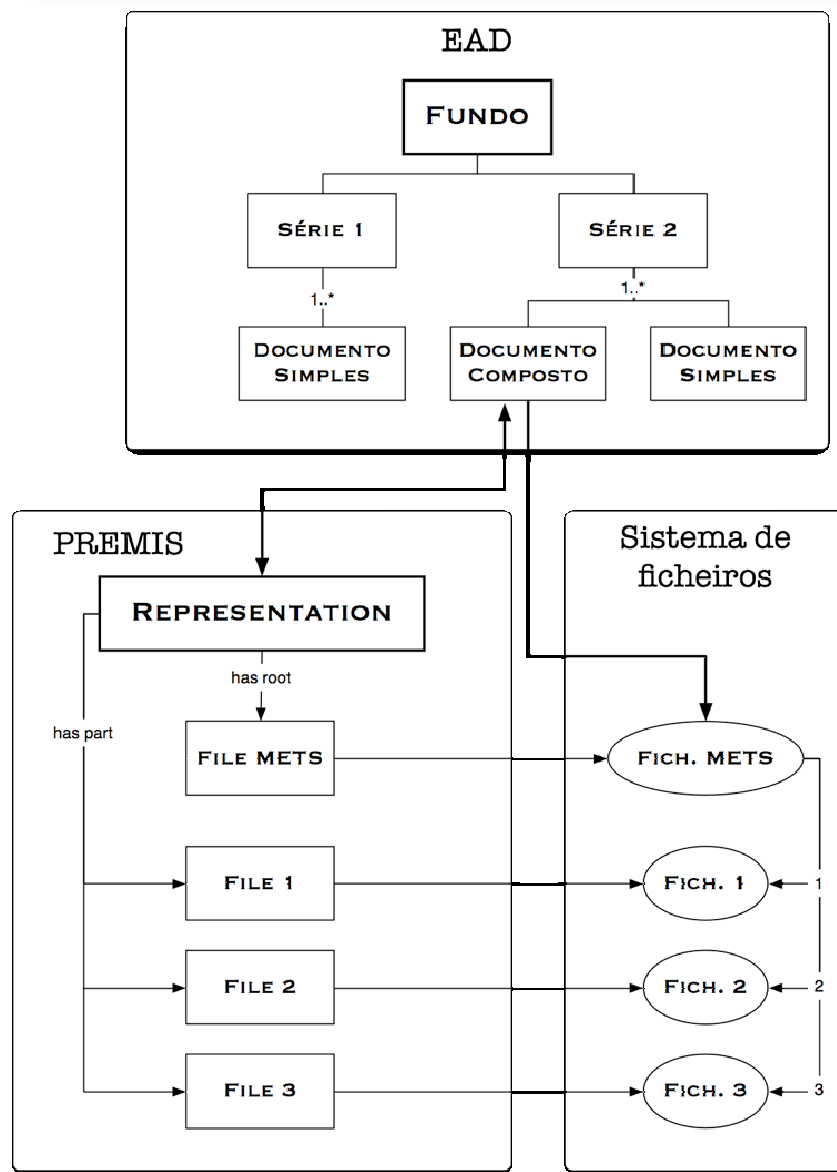 EAD
FUNDO
SÉRIE 1
SÉRIE 2
1..*
1..*
DOCUMENTO
SIMPLES
DOCUMENTO
COMPOSTO
DOCUMENTO
SIMPLES
PREMIS
REPRESENTATION
has root
has part
FILE METS
FILE 1
FILE 2
FILE 3
Sistema de
ficheiros
FICH. METS
FICH. 1
1
FICH. 2
2
FICH. 3
3